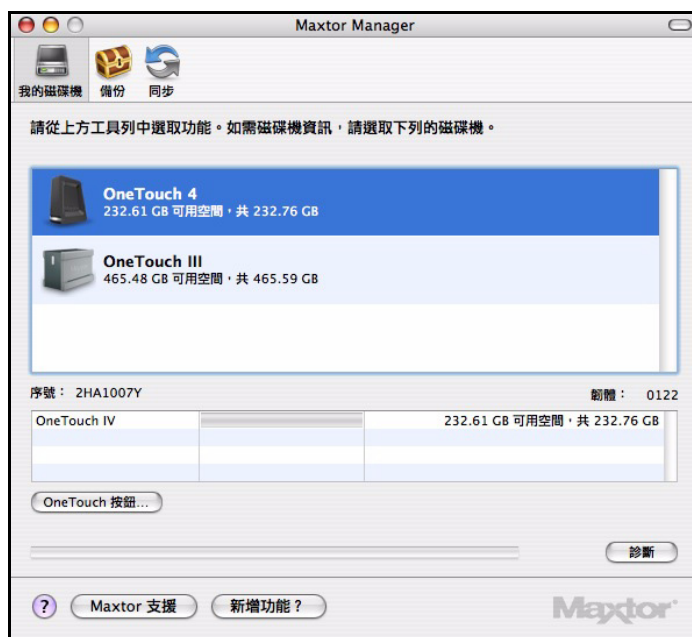 Maxtor Manager
我的磁碟機 備份 同步
請從上方工具列中選取功能。如需磁碟機資訊，請選取下列的磁碟機。
OneTouch 4
232.61 GB 可用空間，共 232.76 GB
OneTouch III
465.48 GB 可用空間，共 465.59 GB
序號： 2HA1007Y 韌體： 0122
OneTouch IV 232.61 GB 可用空間，共 232.76 GB
OneTouch 按鈕...
診斷
? Maxtor 支援 新增功能？ Maxtor